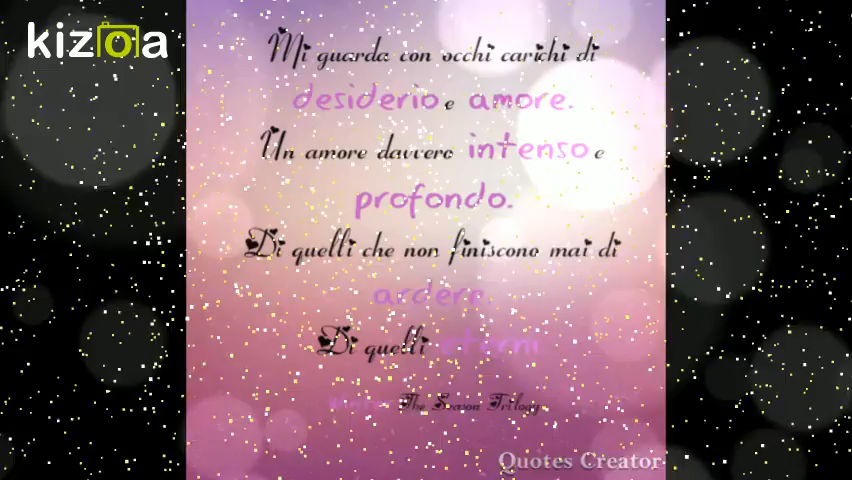 kizoa
Mi guarda con occhi carichi di
desiderio e amore.
Un amore davvero intenso e
profondo.
Di quelli che non finiscono mai di
ardere.
Di quelli eterni
The Season Trilogy
Quotes Creator